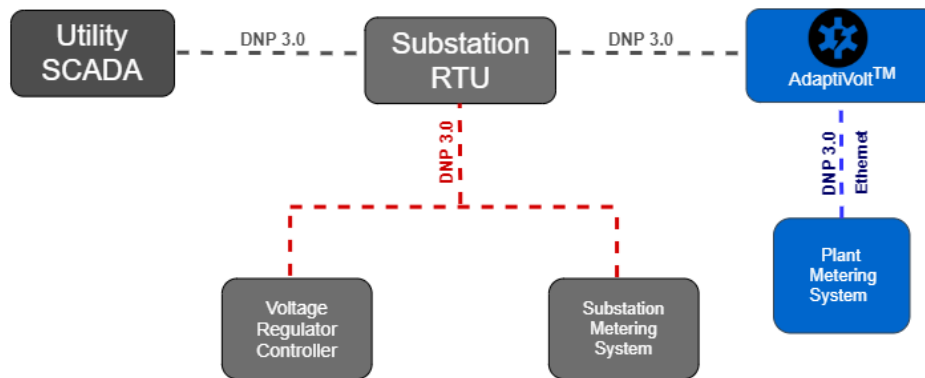 Utility
SCADA
DNP 3.0
Substation
RTU
DNP 3.0
AdaptiVolt™
DNP 3.0
DNP 3.0
Ethernet
Voltage
Regulator
Controller
Substation
Metering
System
Plant
Metering
System